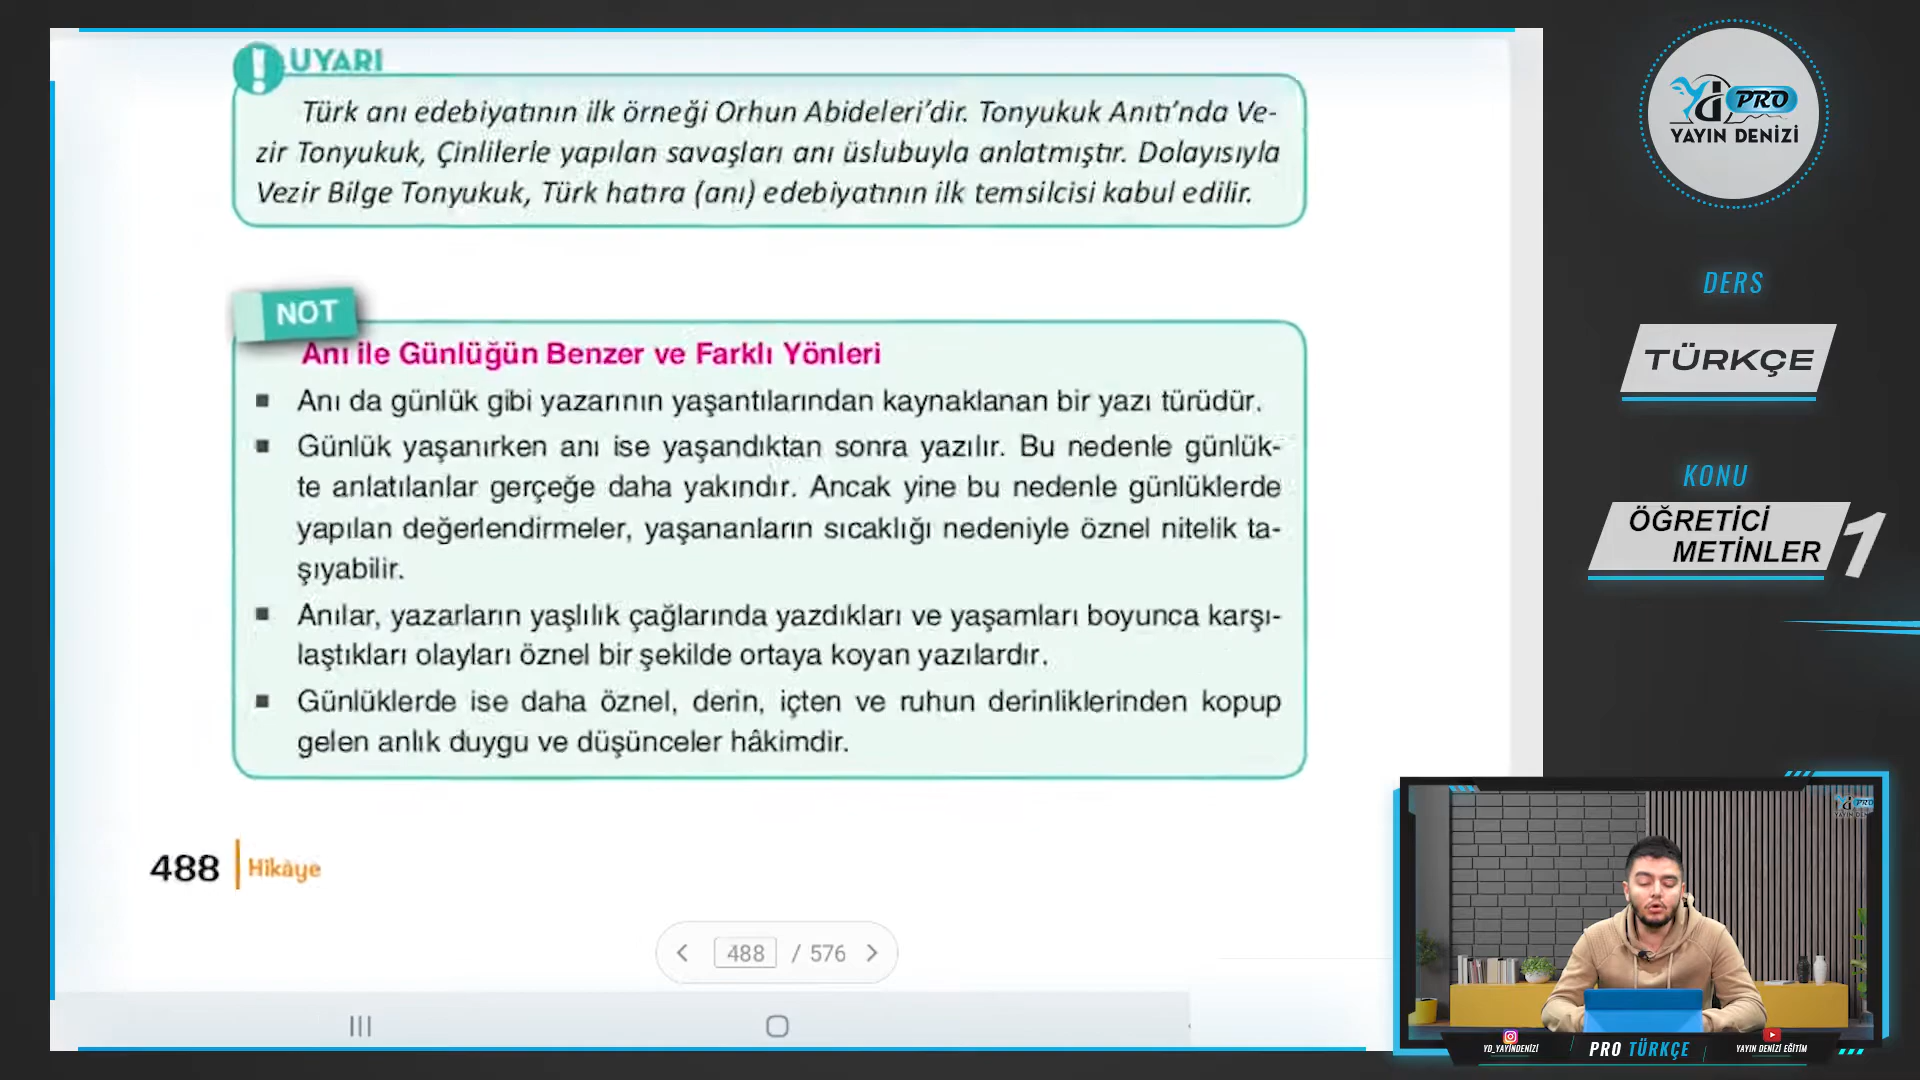 UYARI
Türk anı edebiyatının ilk örneği Orhun Abideleri’dir. Tonyukuk Anıtı’nda Ve-
zir Tonyukuk, Çinlilerle yapılan savaşları anı üslubuyla anlatmıştır. Dolayısıyla
Vezir Bilge Tonyukuk, Türk hatıra (anı) edebiyatının ilk temsilcisi kabul edilir.
NOT
Anı ile Günlüğün Benzer ve Farklı Yönleri
▪ Anı da günlük gibi yazarının yaşantılarından kaynaklanan bir yazı türüdür.
▪ Günlük yaşanırken anı ise yaşandıktan sonra yazılır. Bu nedenle günlük-
te anlatılanlar gerçeğe daha yakındır. Ancak yine bu nedenle günlüklerde
yapılan değerlendirmeler, yaşananların sıcaklığı nedeniyle öznel nitelik ta-
şıyabilir.
▪ Anılar, yazarların yaşlılık çağlarında yazdıkları ve yaşamları boyunca karşı-
laştıkları olayları öznel bir şekilde ortaya koyan yazılardır.
▪ Günlüklerde ise daha öznel, derin, içten ve ruhun derinliklerinden kopup
gelen anlık duygu ve düşünceler hâkimdir.
488 Hikâye
488 / 576
yd PRO
YAYIN DENİZİ
DERS
TÜRKÇE
KONU
ÖĞRETİCİ
METİNLER 1
YD_YAYINDENİZİ
PRO TÜRKÇE
YAYIN DENİZİ EĞİTİM